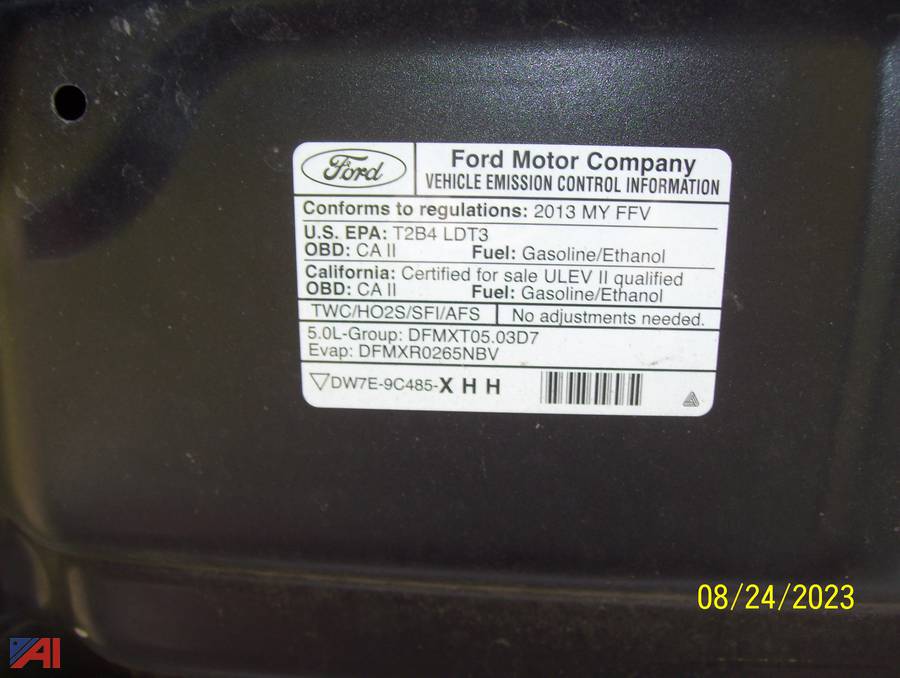 Ford
Ford Motor Company
VEHICLE EMISSION CONTROL INFORMATION
Conforms to regulations: 2013 MY FFV
U.S. EPA: T2B4 LDT3
OBD: CA II Fuel: Gasoline/Ethanol
California: Certified for sale ULEV II qualified
OBD: CA II Fuel: Gasoline/Ethanol
TWC/HO2S/SFI/AFS No adjustments needed.
5.0L-Group: DFMXT05.03D7
Evap: DFMXR0265NBV
DW7E-9C485-X H H
08/24/2023
AI